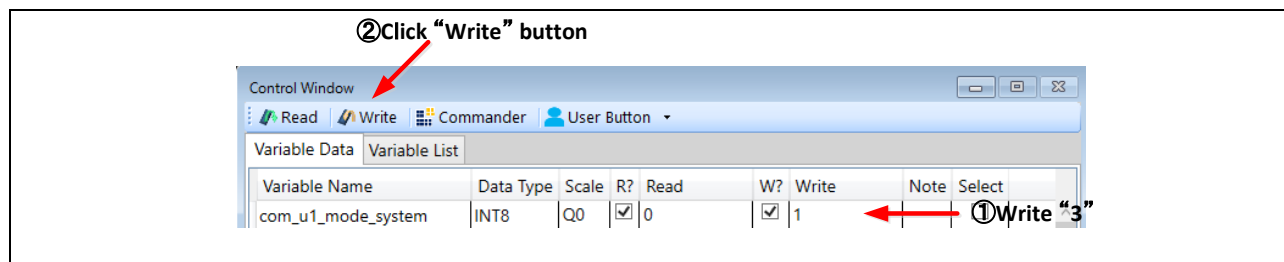 ②Click “Write” button
Control Window
Read Write Commander User Button
Variable Data Variable List
Variable Name Data Type Scale R? Read W? Write Note Select
com_u1_mode_system INT8 Q0 0 1 ①Write “3”